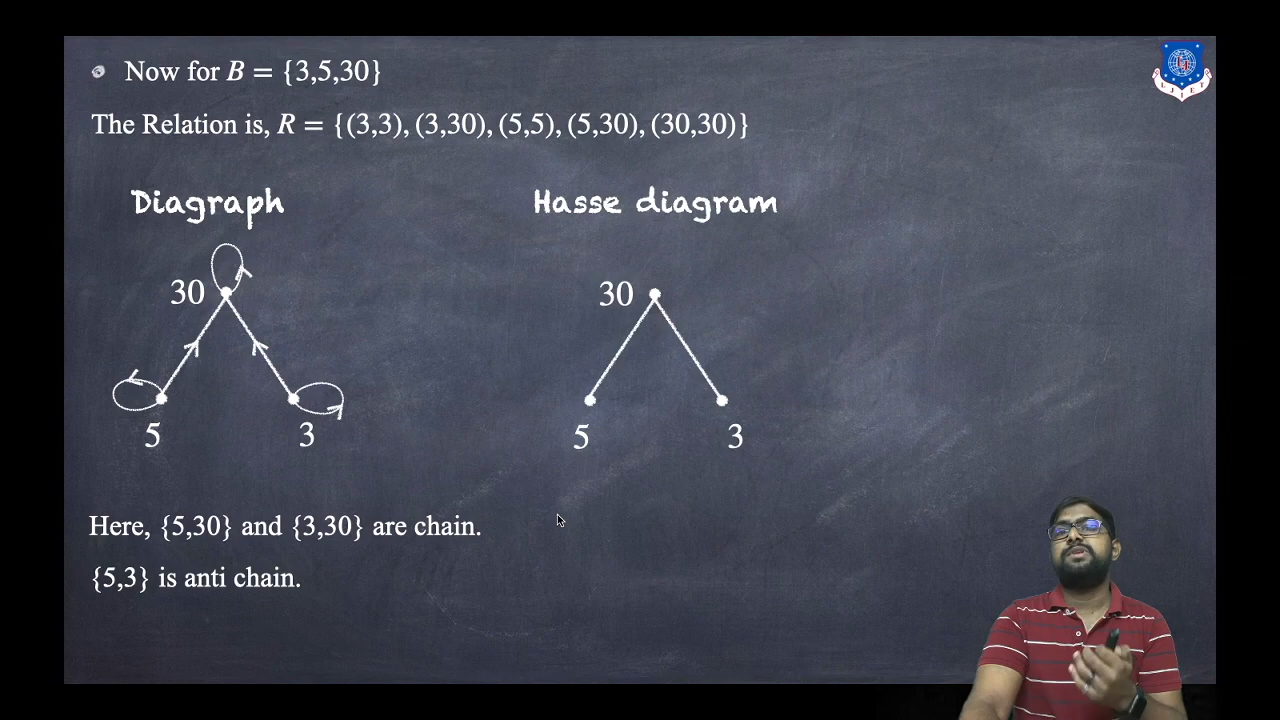 Now for B = {3,5,30}
The Relation is, R = {(3,3), (3,30), (5,5), (5,30), (30,30)}
Diagraph
Hasse diagram
30
30
5
3
5
3
Here, {5,30} and {3,30} are chain.
{5,3} is anti chain.
L J I E T